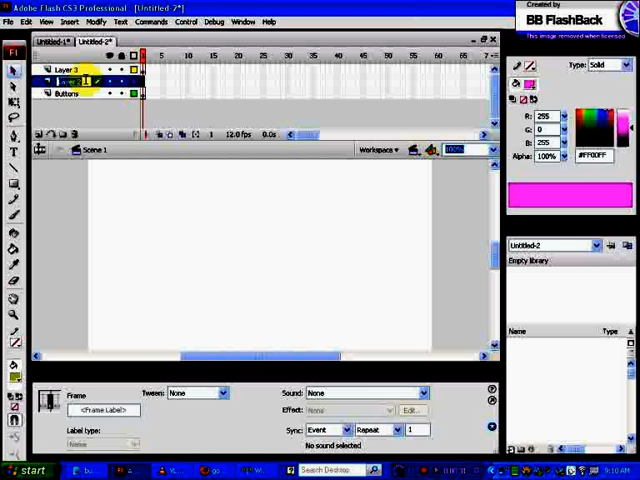 Adobe Flash CS3 Professional - [Untitled-2*]
Created by
BB FlashBack
This image removed when licensed
File Edit View Insert Modify Text Commands Control Debug Window Help
Untitled-1* Untitled-2*
Layer 3
Buttons
1 5 10 15 20 25 30 35 40 45 50 55 60 65 7
1 12.0 fps 0.0s
Scene 1 Workspace 100%
Type: Solid
R: 255
G: 0
B: 255
Alpha: 100% #FF00FF
Untitled-2
Empty library
Name Type
Frame Tween: None Sound: None
<Frame Label> Effect: None Edit...
Label type: Sync: Event Repeat 1
Name No sound selected
start Search Desktop 9:10 AM